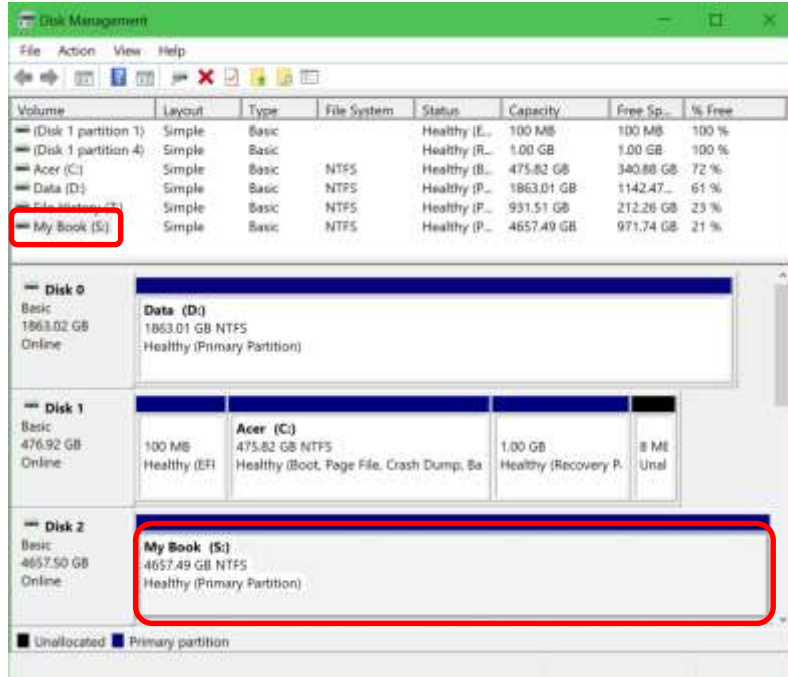 Disk Management
File Action View Help
Volume Layout Type File System Status Capacity Free Sp... % Free
(Disk 1 partition 1) Simple Basic Healthy (E... 100 MB 100 MB 100 %
(Disk 1 partition 4) Simple Basic Healthy (R... 1.00 GB 1.00 GB 100 %
Acer (C:) Simple Basic NTFS Healthy (B... 475.82 GB 340.88 GB 72 %
Data (D:) Simple Basic NTFS Healthy (P... 1863.01 GB 1142.47... 61 %
File History Simple Basic NTFS Healthy (P... 931.51 GB 212.26 GB 23 %
My Book (S:) Simple Basic NTFS Healthy (P... 4657.49 GB 971.74 GB 21 %
Disk 0
Basic
1863.02 GB
Online
Data (D:)
1863.01 GB NTFS
Healthy (Primary Partition)
Disk 1
Basic
476.92 GB
Online
100 MB
Healthy (EFI
Acer (C:)
475.82 GB NTFS
Healthy (Boot, Page File, Crash Dump, Ba
1.00 GB
Healthy (Recovery P
8 ME
Unal
Disk 2
Basic
4657.50 GB
Online
My Book (S:)
4657.49 GB NTFS
Healthy (Primary Partition)
Unallocated Primary partition